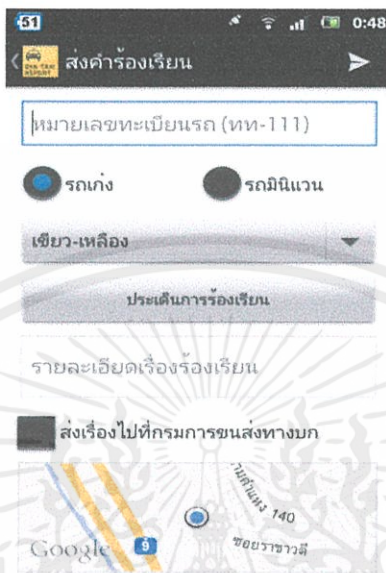 51 0:48
ส่งคำร้องเรียน
หมายเลขทะเบียนรถ (ทท-111)
รถเก่ง รถมินิแวน
เขียว-เหลือง
ประเด็นการร้องเรียน
รายละเอียดเรื่องร้องเรียน
ส่งเรื่องไปที่กรมการขนส่งทางบก
140
ซอยราชาวดี
Google 9